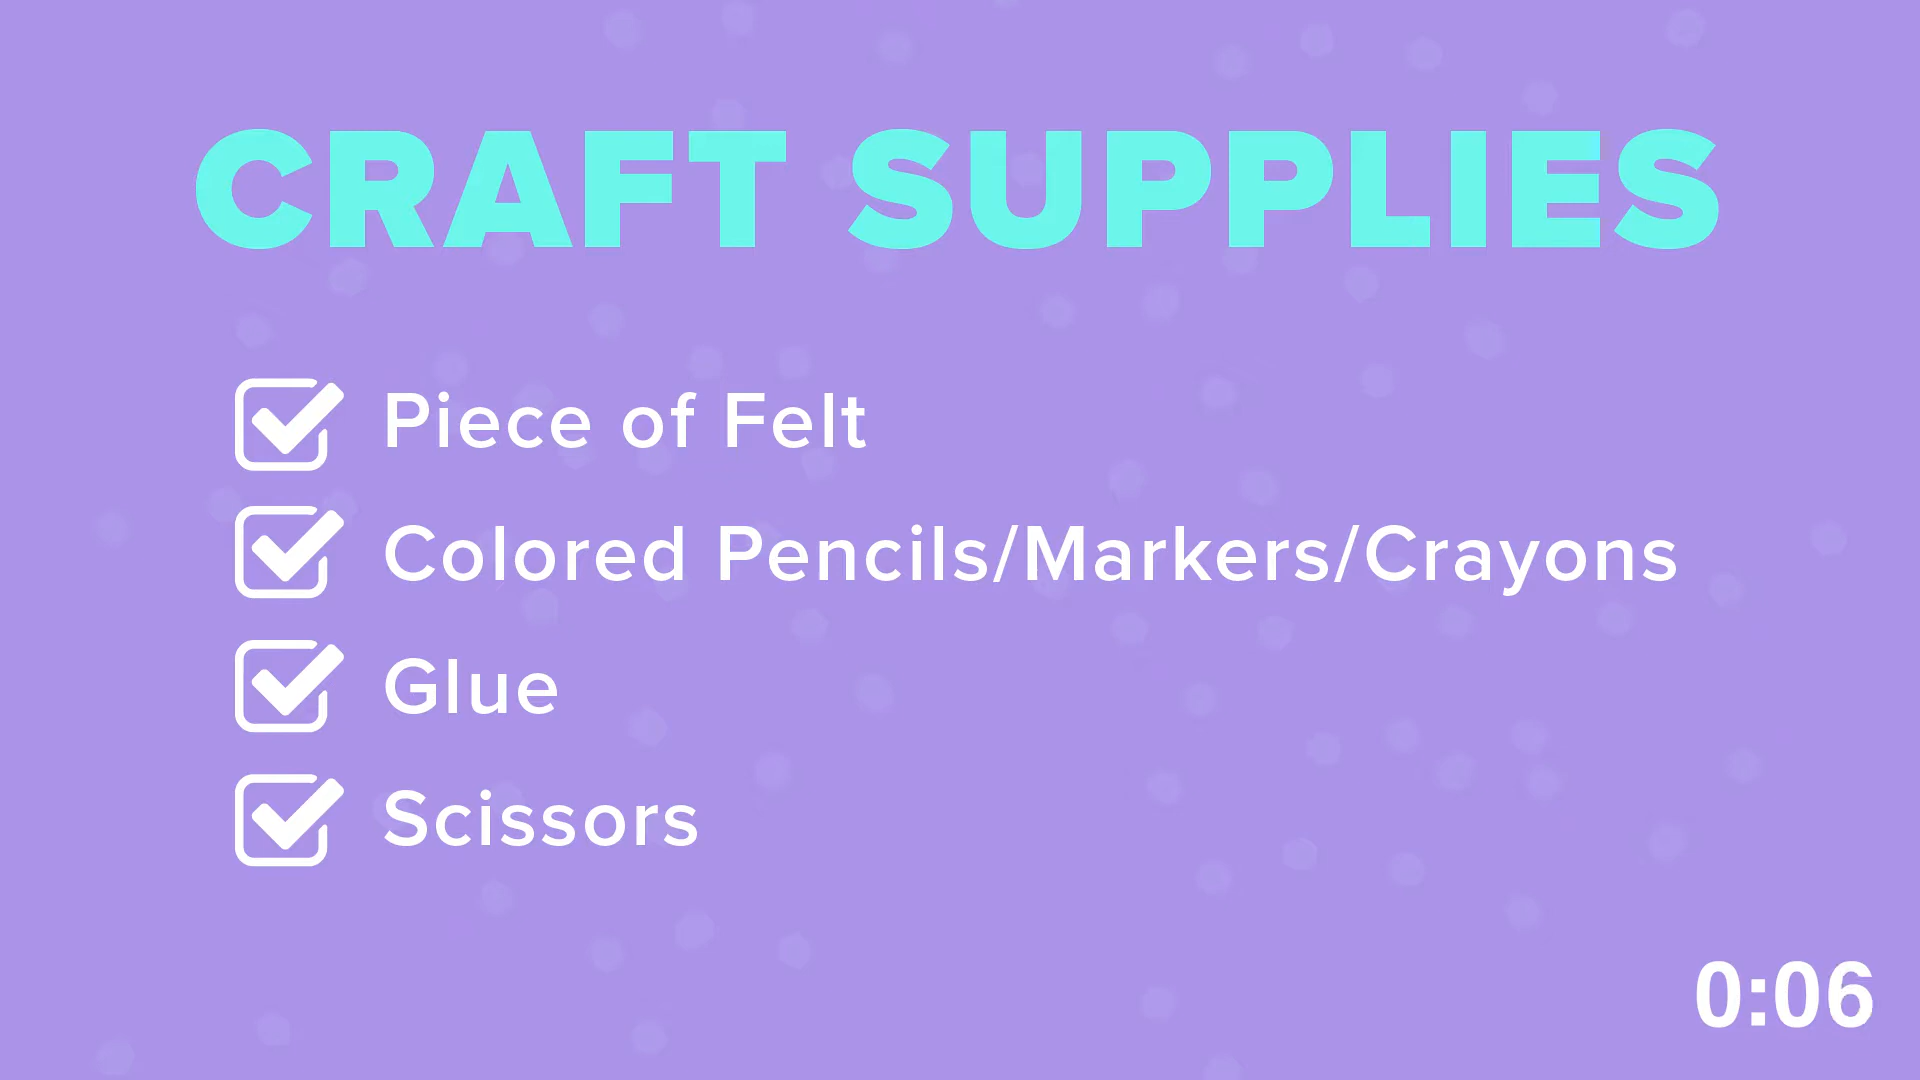 CRAFT SUPPLIES
Piece of Felt
Colored Pencils/Markers/Crayons
Glue
Scissors
0:06